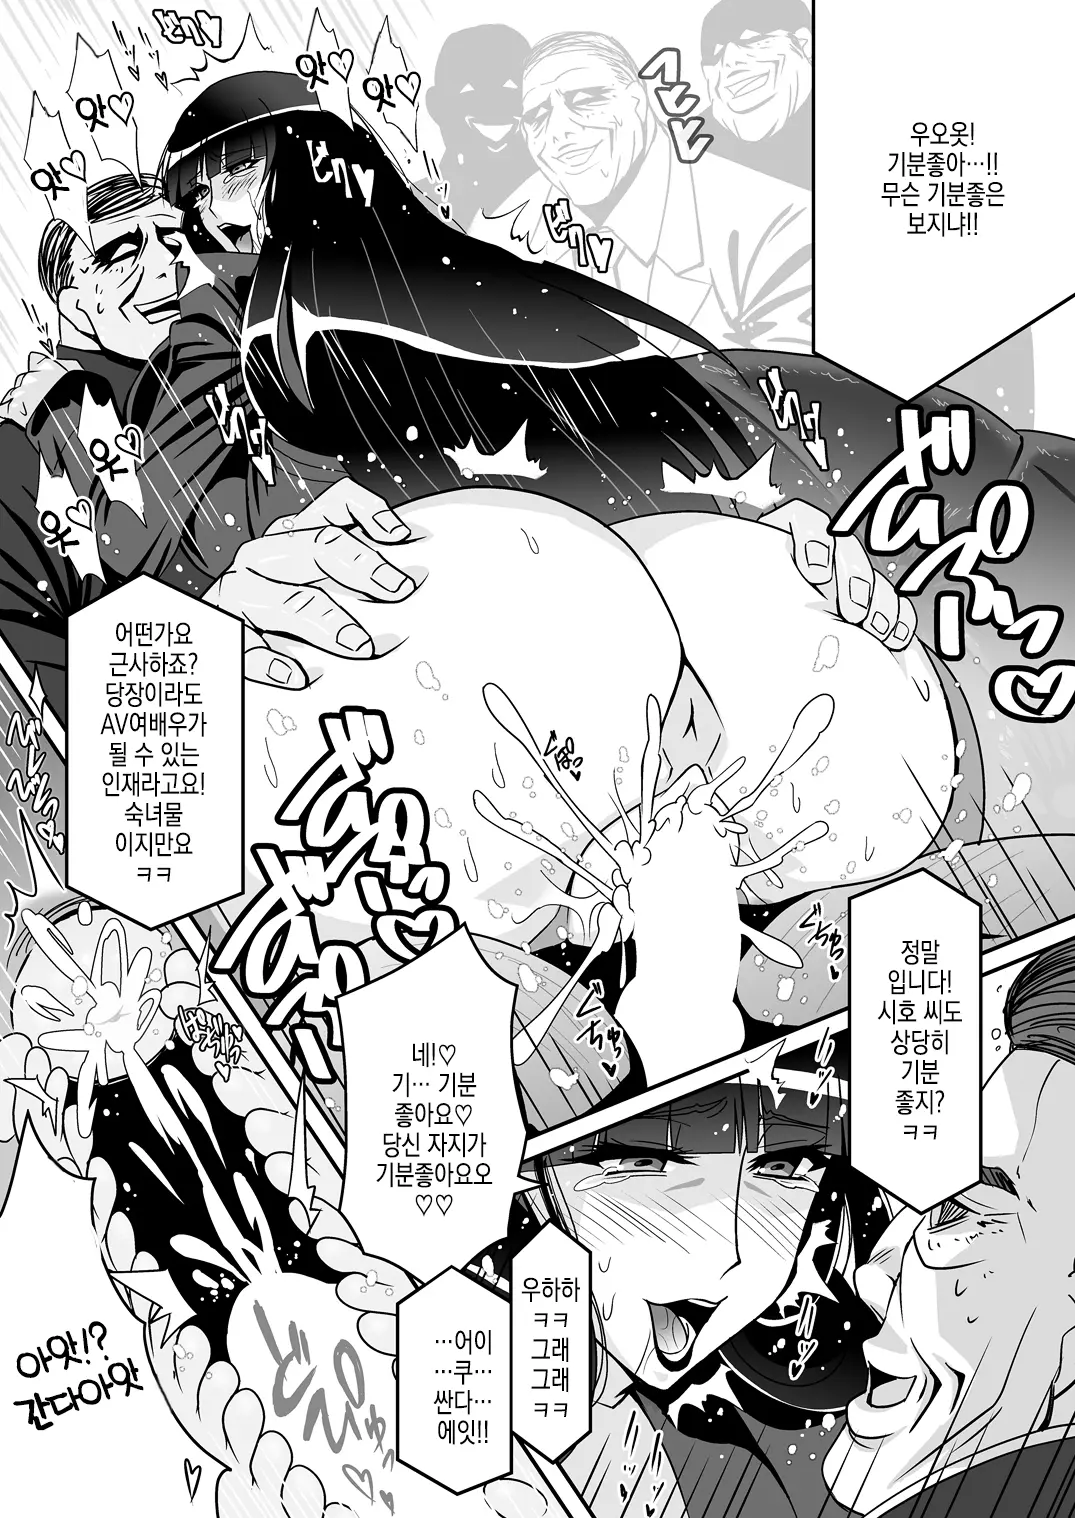 우오옷!
기분좋아…!!
무슨 기분좋은
보지냐!!
앗♡
앗♡
앗♡
앗♡
앗♡
옷♡
옷♡
어떤가요
근사하죠?
당장이라도
AV여배우가
될 수 있는
인재라고요!
숙녀물
이지만요
ㅋㅋ
정말
입니다!
시호 씨도
상당히
기분
좋지?
ㅋㅋ
네!♡
기… 기분
좋아요♡
당신 자지가
기분좋아요오
♡♡
우하하
ㅋㅋ
그래
그래
ㅋㅋ
…어이
…쿠…
싼다…
에잇!!
아앗!?
간다아앗